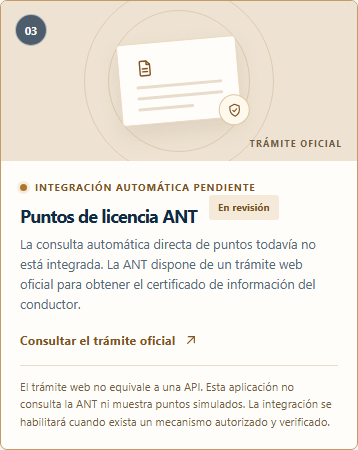 03
TRÁMITE OFICIAL
INTEGRACIÓN AUTOMÁTICA PENDIENTE
Puntos de licencia ANT
En revisión
La consulta automática directa de puntos todavía no
está integrada. La ANT dispone de un trámite web
oficial para obtener el certificado de información del
conductor.
Consultar el trámite oficial
El trámite web no equivale a una API. Esta aplicación no
consulta la ANT ni muestra puntos simulados. La integración se
habilitará cuando exista un mecanismo autorizado y verificado.